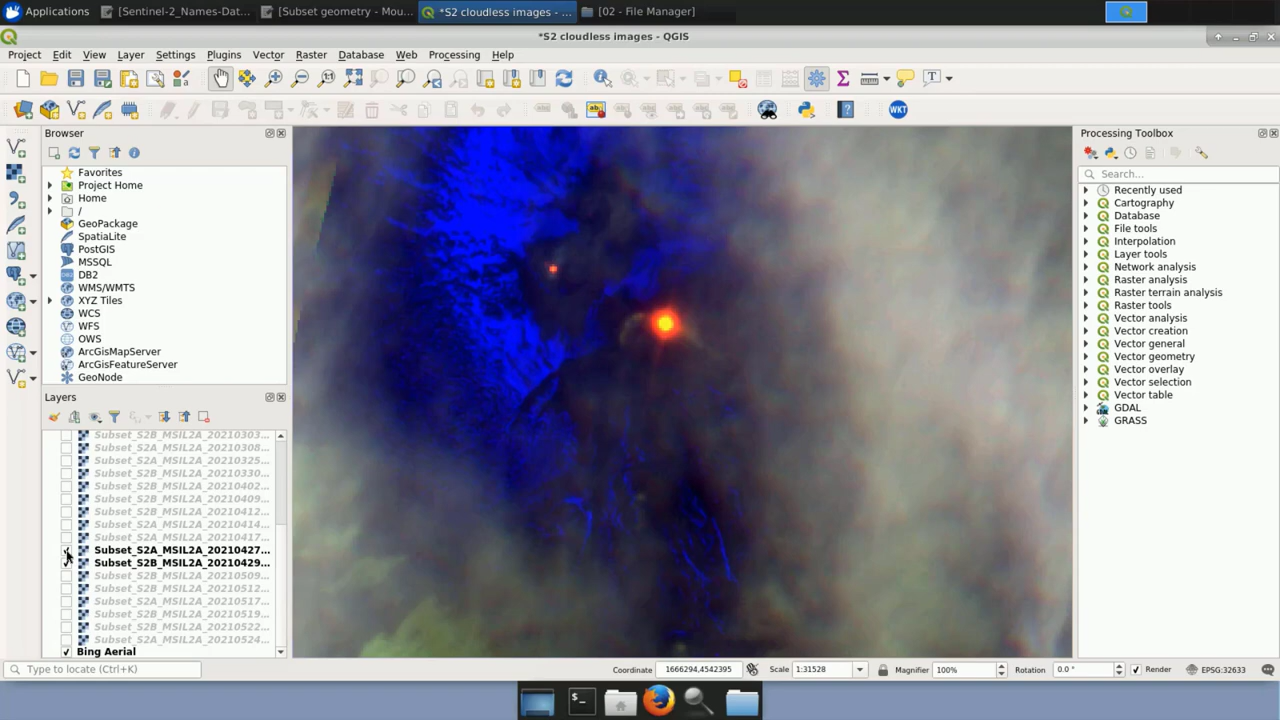 Applications
[Sentinel-2_Names-Dat...
[Subset geometry - Mou...
*S2 cloudless images - ...
[02 - File Manager]
*S2 cloudless images - QGIS
Project Edit View Layer Settings Plugins Vector Raster Database Web Processing Help
Browser
Favorites
Project Home
Home
/
GeoPackage
SpatiaLite
PostGIS
MSSQL
DB2
WMS/WMTS
XYZ Tiles
WCS
WFS
OWS
ArcGisMapServer
ArcGisFeatureServer
GeoNode
Layers
Subset_S2B_MSIL2A_20210303...
Subset_S2B_MSIL2A_20210308...
Subset_S2A_MSIL2A_20210325...
Subset_S2B_MSIL2A_20210330...
Subset_S2B_MSIL2A_20210402...
Subset_S2B_MSIL2A_20210409...
Subset_S2B_MSIL2A_20210412...
Subset_S2A_MSIL2A_20210414...
Subset_S2A_MSIL2A_20210417...
Subset_S2A_MSIL2A_20210427...
Subset_S2B_MSIL2A_20210429...
Subset_S2B_MSIL2A_20210509...
Subset_S2B_MSIL2A_20210512...
Subset_S2A_MSIL2A_20210517...
Subset_S2B_MSIL2A_20210519...
Subset_S2B_MSIL2A_20210522...
Subset_S2A_MSIL2A_20210524...
Bing Aerial
Processing Toolbox
Search...
Recently used
Cartography
Database
File tools
Interpolation
Layer tools
Network analysis
Raster analysis
Raster terrain analysis
Raster tools
Vector analysis
Vector creation
Vector general
Vector geometry
Vector overlay
Vector selection
Vector table
GDAL
GRASS
WKT
Type to locate (Ctrl+K)
Coordinate 1666294,4542395 Scale 1:31528 Magnifier 100% Rotation 0.0 ° Render EPSG:32633